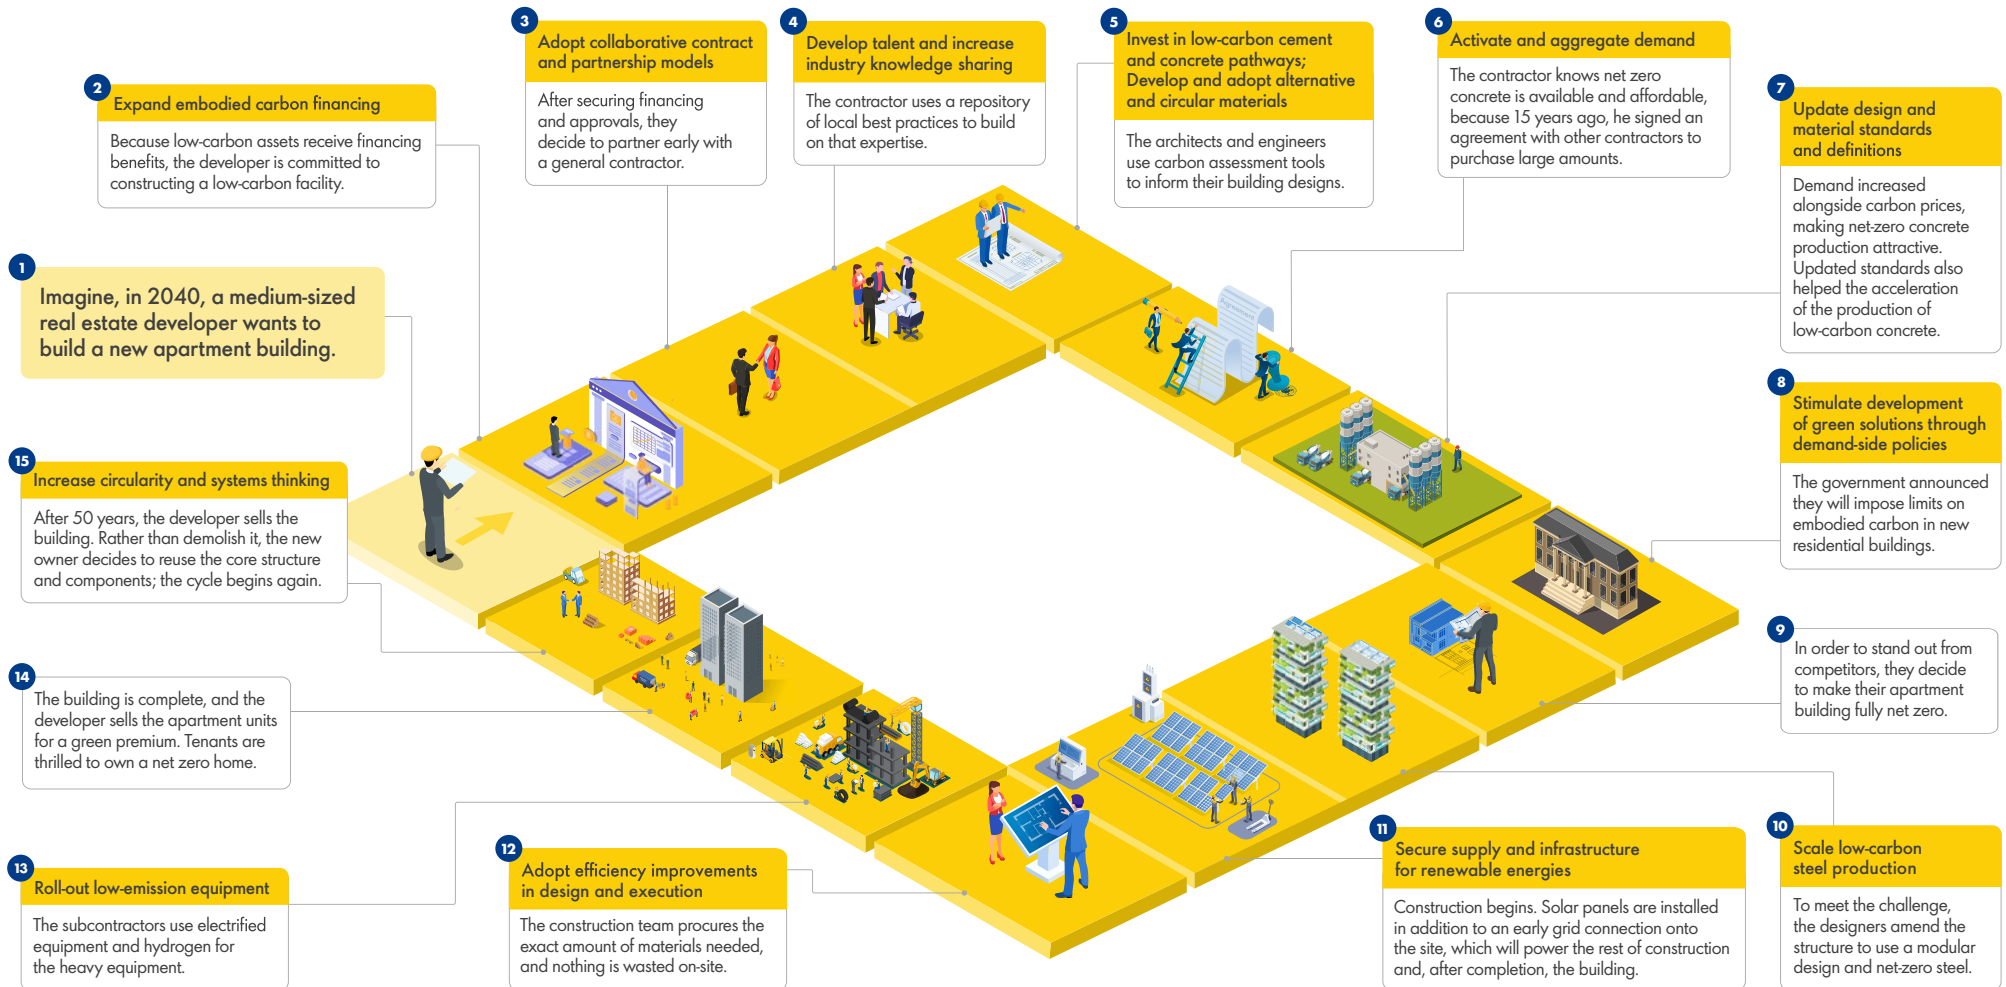 1
Imagine, in 2040, a medium-sized
real estate developer wants to
build a new apartment building.
2
Expand embodied carbon financing
Because low-carbon assets receive financing
benefits, the developer is committed to
constructing a low-carbon facility.
3
Adopt collaborative contract
and partnership models
After securing financing
and approvals, they
decide to partner early with
a general contractor.
4
Develop talent and increase
industry knowledge sharing
The contractor uses a repository
of local best practices to build
on that expertise.
5
Invest in low-carbon cement
and concrete pathways;
Develop and adopt alternative
and circular materials
The architects and engineers
use carbon assessment tools
to inform their building designs.
6
Activate and aggregate demand
The contractor knows net zero
concrete is available and affordable,
because 15 years ago, he signed an
agreement with other contractors to
purchase large amounts.
7
Update design and
material standards
and definitions
Demand increased
alongside carbon prices,
making net-zero concrete
production attractive.
Updated standards also
helped the acceleration
of the production of
low-carbon concrete.
8
Stimulate development
of green solutions through
demand-side policies
The government announced
they will impose limits on
embodied carbon in new
residential buildings.
9
In order to stand out from
competitors, they decide
to make their apartment
building fully net zero.
10
Scale low-carbon
steel production
To meet the challenge,
the designers amend the
structure to use a modular
design and net-zero steel.
11
Secure supply and infrastructure
for renewable energies
Construction begins. Solar panels are installed
in addition to an early grid connection onto
the site, which will power the rest of construction
and, after completion, the building.
12
Adopt efficiency improvements
in design and execution
The construction team procures the
exact amount of materials needed,
and nothing is wasted on-site.
13
Roll-out low-emission equipment
The subcontractors use electrified
equipment and hydrogen for
the heavy equipment.
14
The building is complete, and the
developer sells the apartment units
for a green premium. Tenants are
thrilled to own a net zero home.
15
Increase circularity and systems thinking
After 50 years, the developer sells the
building. Rather than demolish it, the new
owner decides to reuse the core structure
and components; the cycle begins again.
Agreement